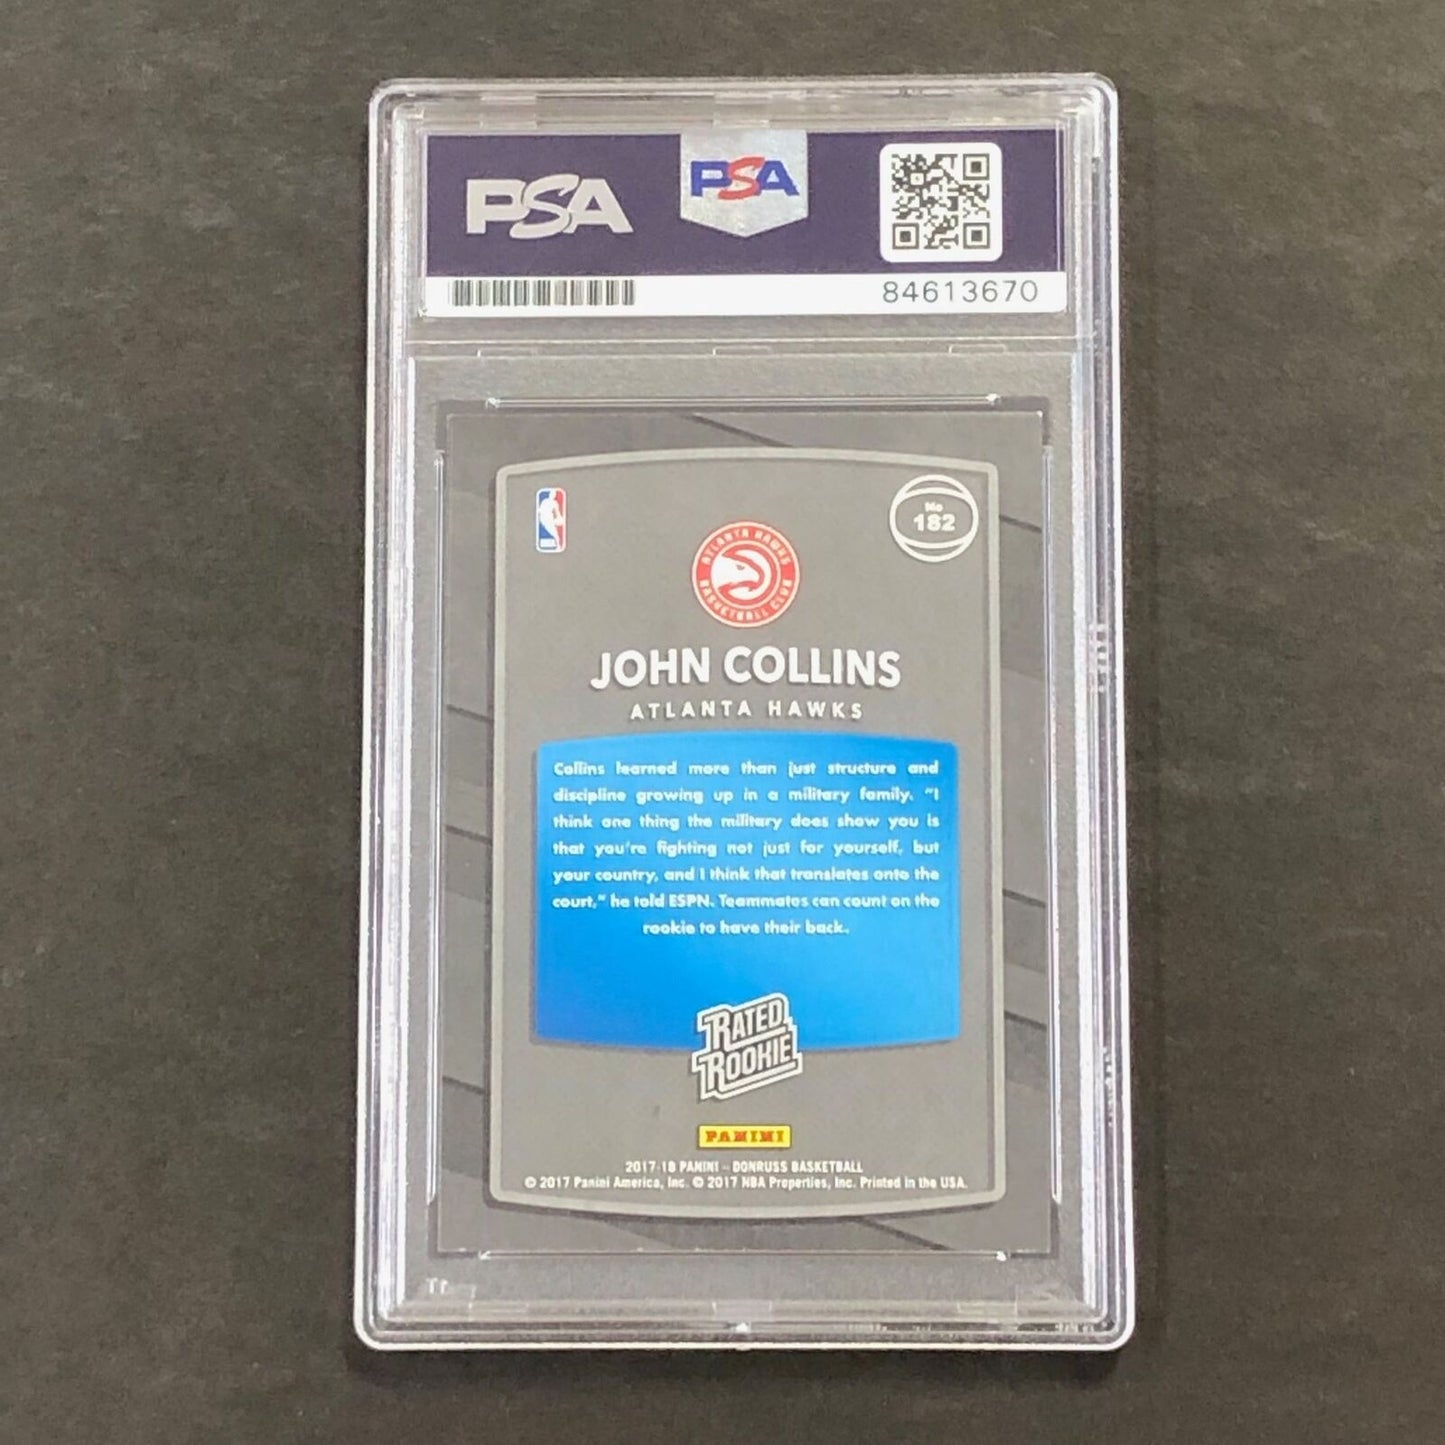 PSA
PSA
84613670
No
182
NBA
ATLANTA HAWKS
BASKETBALL CLUB
JOHN COLLINS
ATLANTA HAWKS
Collins learned more than just structure and
discipline growing up in a military family. “I
think one thing the military does show you is
that you’re fighting not just for yourself, but
your country, and I think that translates onto the
court,” he told ESPN. Teammates can count on the
rookie to have their back.
RATED
ROOKIE
PANINI
2017-18 PANINI – DONRUSS BASKETBALL
© 2017 Panini America, Inc. © 2017 NBA Properties, Inc. Printed in the USA.